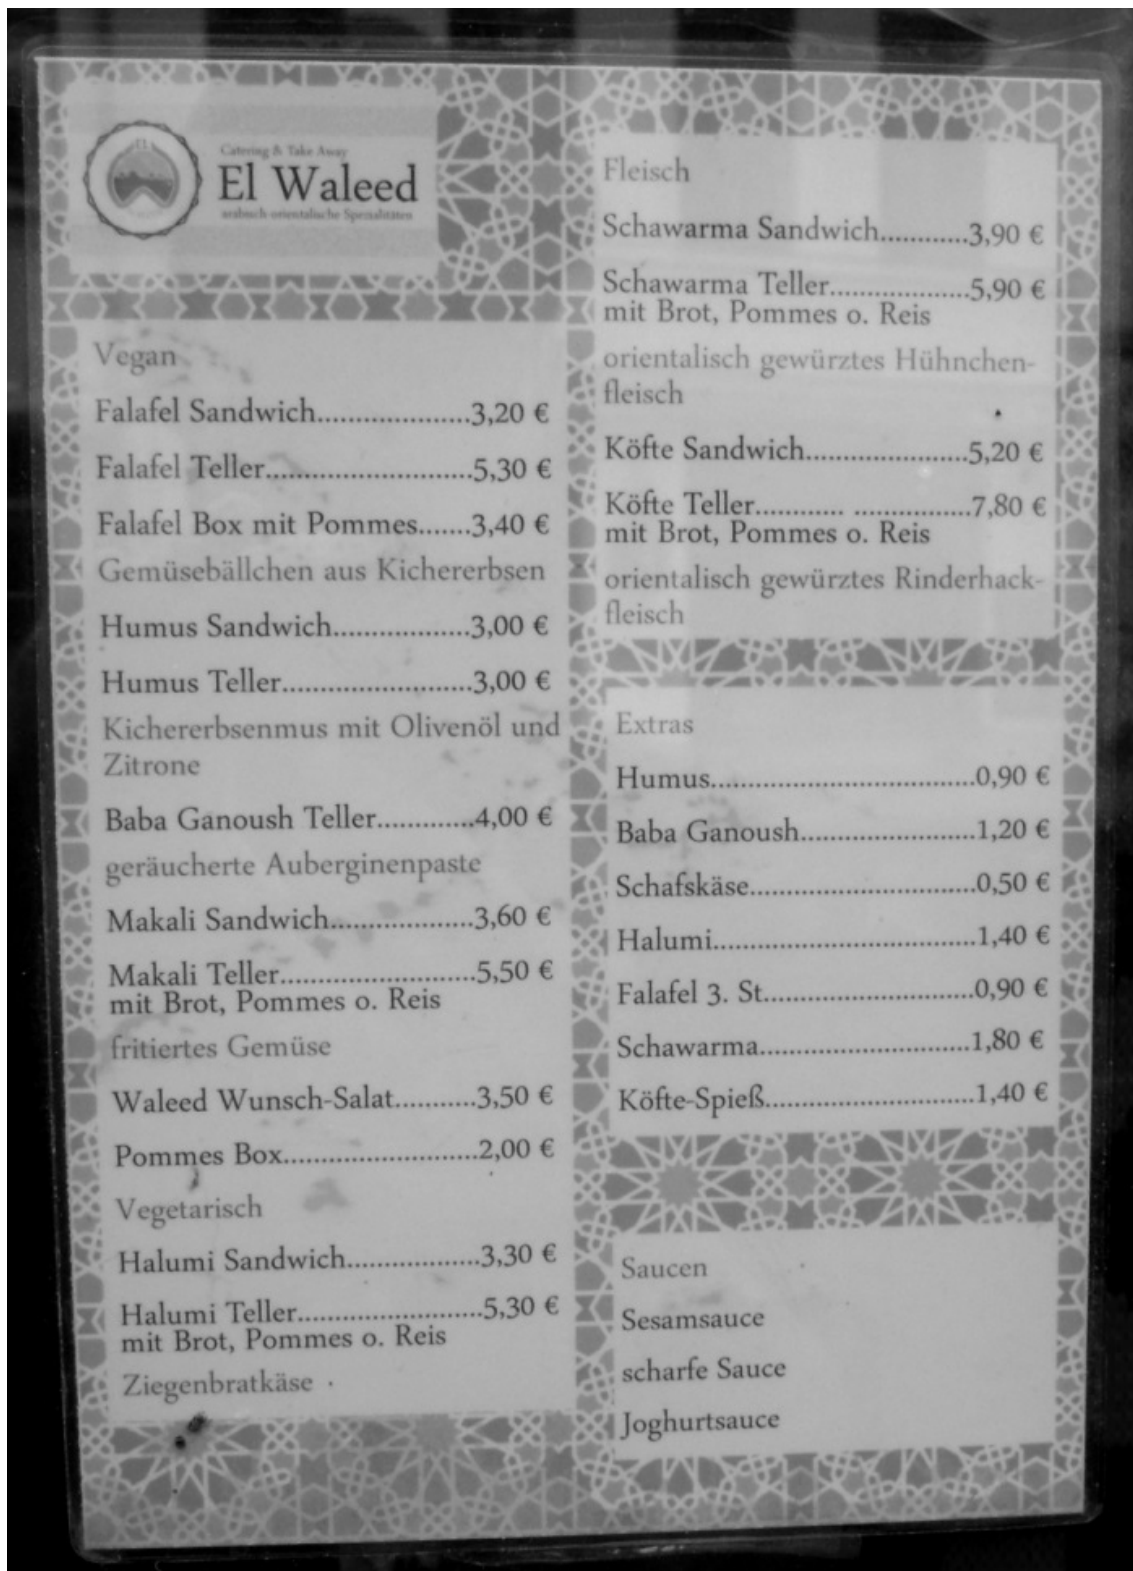 Catering & Take Away
El Waleed
arabisch orientalische Spezialitäten
Vegan
Falafel Sandwich....................3,20 €
Falafel Teller...........................5,30 €
Falafel Box mit Pommes.......3,40 €
Gemüsebällchen aus Kichererbsen
Humus Sandwich..................3,00 €
Humus Teller.........................3,00 €
Kichererbsenmus mit Olivenöl und
Zitrone
Baba Ganoush Teller.............4,00 €
geräucherte Auberginenpaste
Makali Sandwich...................3,60 €
Makali Teller..........................5,50 €
mit Brot, Pommes o. Reis
fritiertes Gemüse
Waleed Wunsch-Salat...........3,50 €
Pommes Box.........................2,00 €
Vegetarisch
Halumi Sandwich.................3,30 €
Halumi Teller........................5,30 €
mit Brot, Pommes o. Reis
Ziegenbratkäse
Fleisch
Schawarma Sandwich............3,90 €
Schawarma Teller..................5,90 €
mit Brot, Pommes o. Reis
orientalisch gewürztes Hühnchen-
fleisch
Köfte Sandwich.....................5,20 €
Köfte Teller............ ...............7,80 €
mit Brot, Pommes o. Reis
orientalisch gewürztes Rinderhack-
fleisch
Extras
Humus...................................0,90 €
Baba Ganoush.......................1,20 €
Schafskäse..............................0,50 €
Halumi...................................1,40 €
Falafel 3. St............................0,90 €
Schawarma............................1,80 €
Köfte-Spieß............................1,40 €
Saucen
Sesamsauce
scharfe Sauce
Joghurtsauce